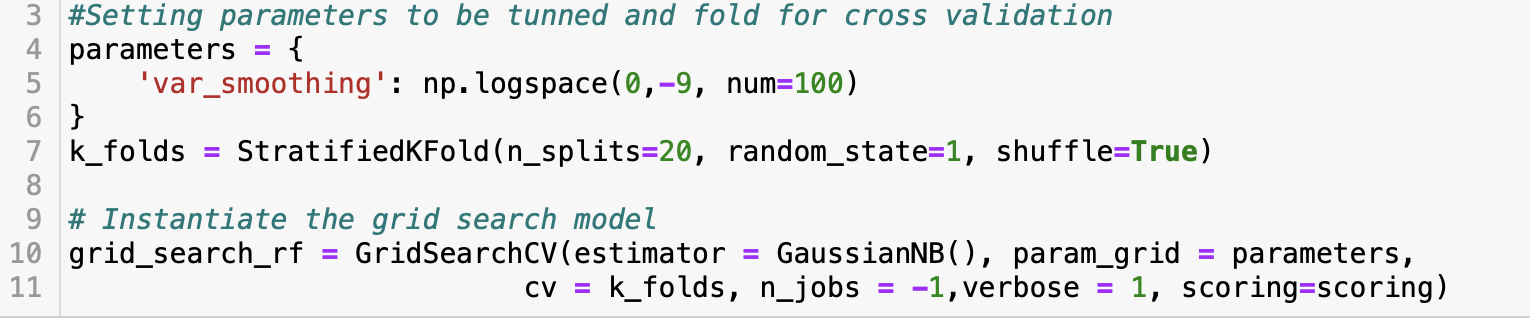 3 #Setting parameters to be tunned and fold for cross validation
4 parameters = {
5     'var_smoothing': np.logspace(0,-9, num=100)
6 }
7 k_folds = StratifiedKFold(n_splits=20, random_state=1, shuffle=True)
8
9 # Instantiate the grid search model
10 grid_search_rf = GridSearchCV(estimator = GaussianNB(), param_grid = parameters,
11                            cv = k_folds, n_jobs = -1,verbose = 1, scoring=scoring)